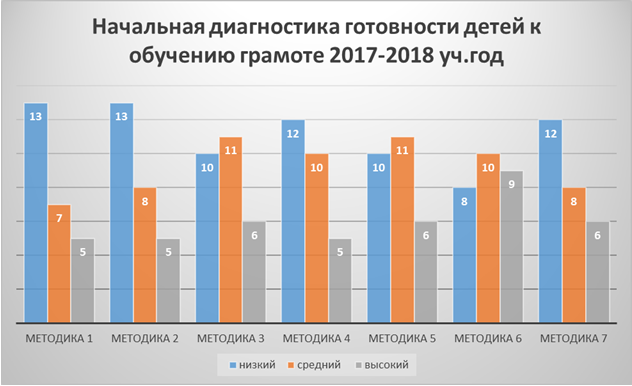 Начальная диагностика готовности детей к
обучению грамоте 2017-2018 уч.год
13 7 5 13 8 5 10 11 6 12 10 5 10 11 6 8 10 9 12 8 6
МЕТОДИКА 1 МЕТОДИКА 2 МЕТОДИКА 3 МЕТОДИКА 4 МЕТОДИКА 5 МЕТОДИКА 6 МЕТОДИКА 7
низкий средний высокий